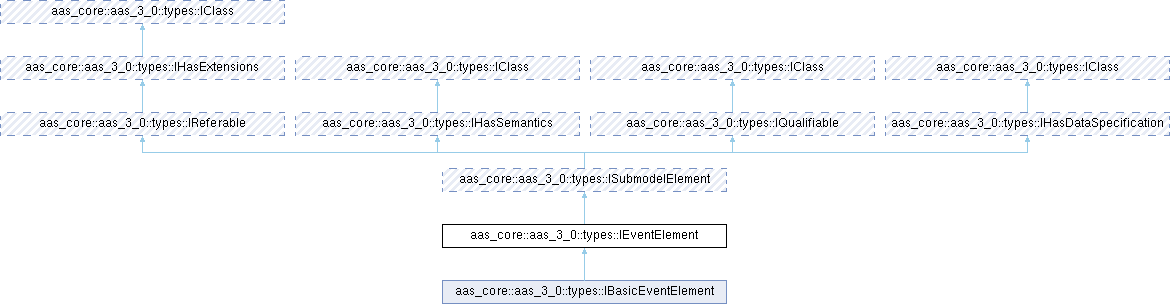 aas_core::aas_3_0::types::IClass
aas_core::aas_3_0::types::IHasExtensions
aas_core::aas_3_0::types::IClass
aas_core::aas_3_0::types::IClass
aas_core::aas_3_0::types::IClass
aas_core::aas_3_0::types::IReferable
aas_core::aas_3_0::types::IHasSemantics
aas_core::aas_3_0::types::IQualifiable
aas_core::aas_3_0::types::IHasDataSpecification
aas_core::aas_3_0::types::ISubmodelElement
aas_core::aas_3_0::types::IEventElement
aas_core::aas_3_0::types::IBasicEventElement